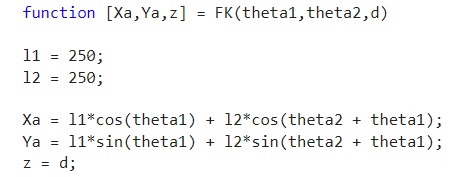 function [Xa,Ya,z] = FK(theta1,theta2,d)
l1 = 250;
l2 = 250;
Xa = l1*cos(theta1) + l2*cos(theta2 + theta1);
Ya = l1*sin(theta1) + l2*sin(theta2 + theta1);
z = d;